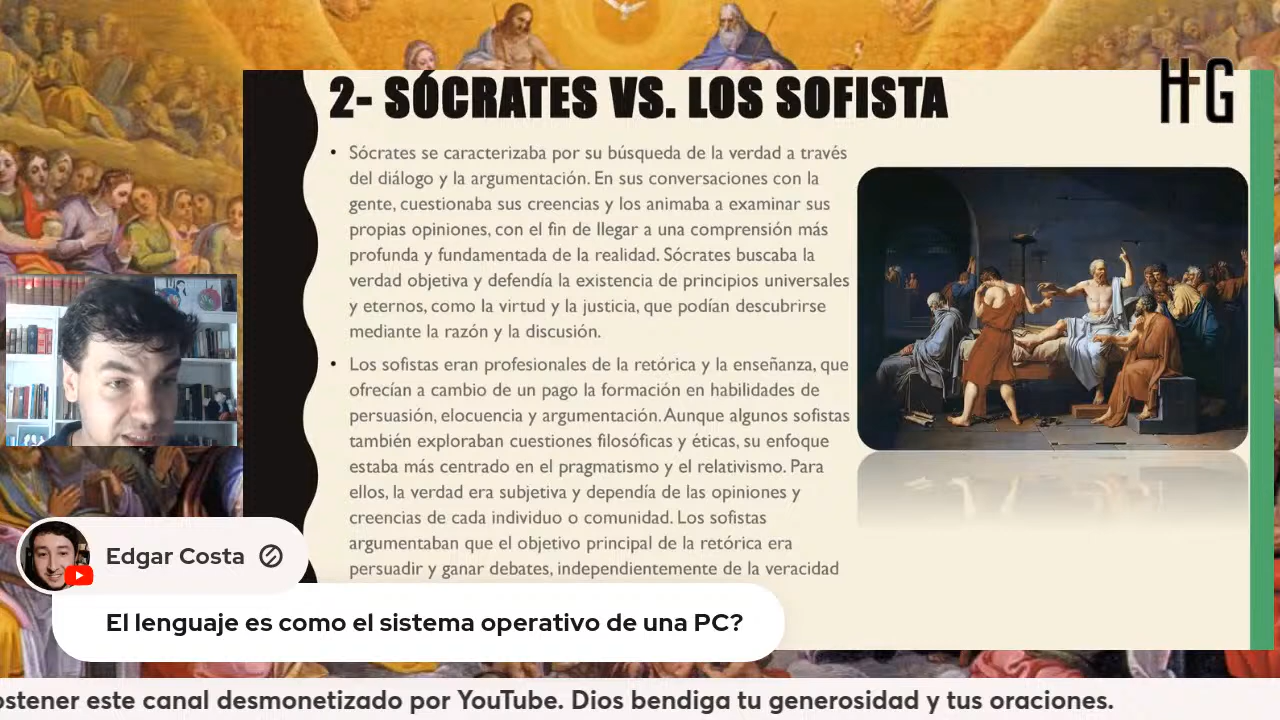 2- SÓCRATES VS. LOS SOFISTA
HG
• Sócrates se caracterizaba por su búsqueda de la verdad a través
del diálogo y la argumentación. En sus conversaciones con la
gente, cuestionaba sus creencias y los animaba a examinar sus
propias opiniones, con el fin de llegar a una comprensión más
profunda y fundamentada de la realidad. Sócrates buscaba la
verdad objetiva y defendía la existencia de principios universales
y eternos, como la virtud y la justicia, que podían descubrirse
mediante la razón y la discusión.
• Los sofistas eran profesionales de la retórica y la enseñanza, que
ofrecían a cambio de un pago la formación en habilidades de
persuasión, elocuencia y argumentación. Aunque algunos sofistas
también exploraban cuestiones filosóficas y éticas, su enfoque
estaba más centrado en el pragmatismo y el relativismo. Para
ellos, la verdad era subjetiva y dependía de las opiniones y
creencias de cada individuo o comunidad. Los sofistas
argumentaban que el objetivo principal de la retórica era
persuadir y ganar debates, independientemente de la veracidad
Edgar Costa
El lenguaje es como el sistema operativo de una PC?
ostener este canal desmonetizado por YouTube. Dios bendiga tu generosidad y tus oraciones.